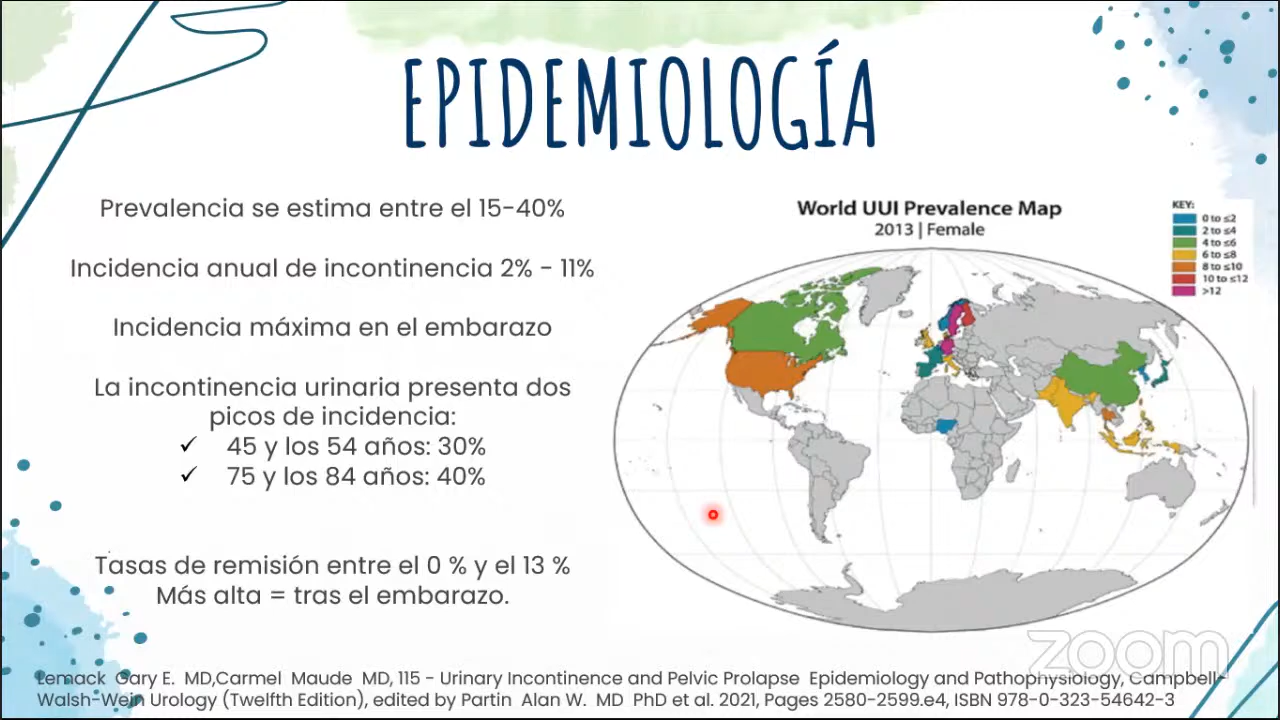 EPIDEMIOLOGÍA
Prevalencia se estima entre el 15-40%
Incidencia anual de incontinencia 2% - 11%
Incidencia máxima en el embarazo
La incontinencia urinaria presenta dos
picos de incidencia:
✓ 45 y los 54 años: 30%
✓ 75 y los 84 años: 40%
Tasas de remisión entre el 0 % y el 13 %
Más alta = tras el embarazo.
World UUI Prevalence Map
2013 | Female
KEY:
0 to ≤2
2 to ≤4
4 to ≤6
6 to ≤8
8 to ≤10
10 to ≤12
>12
zoom
Lemack Gary E. MD,Carmel Maude MD, 115 - Urinary Incontinence and Pelvic Prolapse Epidemiology and Pathophysiology, Campbell-
Walsh-Wein Urology (Twelfth Edition), edited by Partin Alan W. MD PhD et al. 2021, Pages 2580-2599.e4, ISBN 978-0-323-54642-3